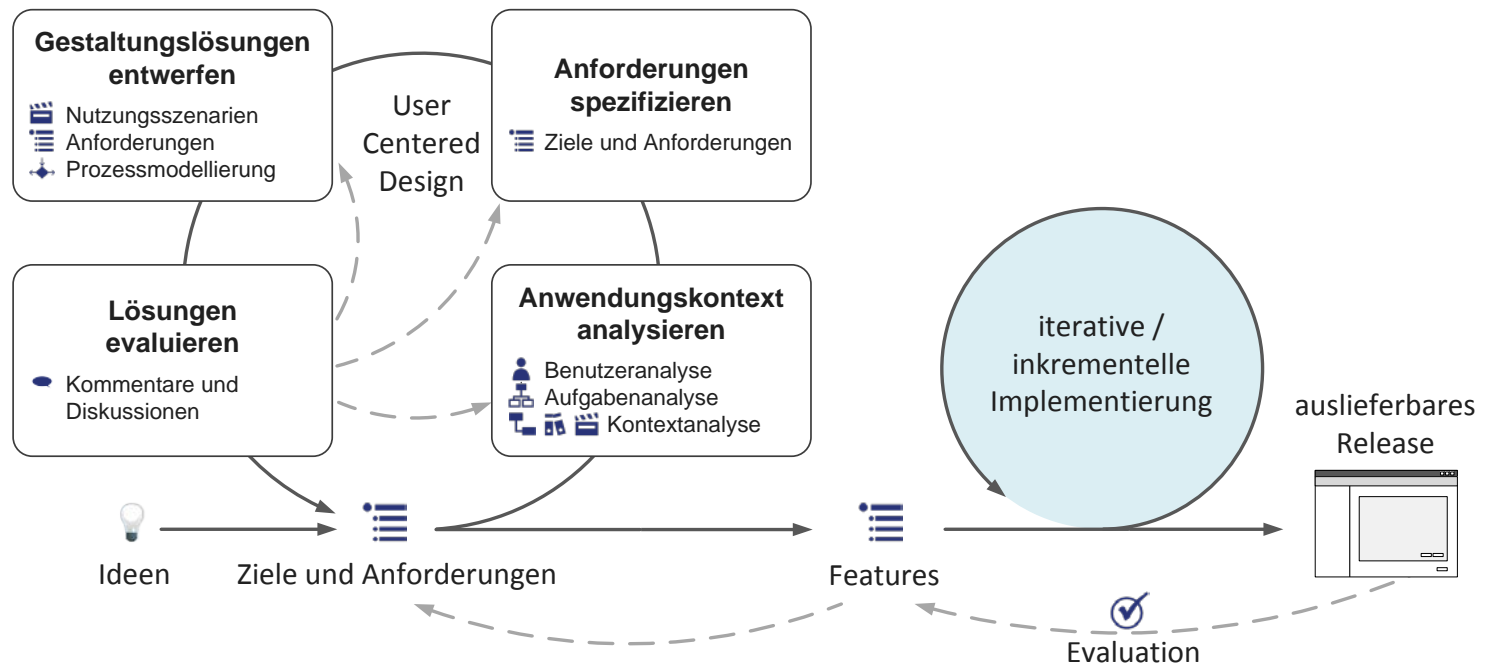 Gestaltungslösungen
entwerfen
Nutzungsszenarien
Anforderungen
Prozessmodellierung
User
Centered
Design
Anforderungen
spezifizieren
Ziele und Anforderungen
Lösungen
evaluieren
Kommentare und
Diskussionen
Anwendungskontext
analysieren
Benutzeranalyse
Aufgabenanalyse
Kontextanalyse
iterative /
inkrementelle
Implementierung
auslieferbares
Release
Ideen
Ziele und Anforderungen
Features
Evaluation